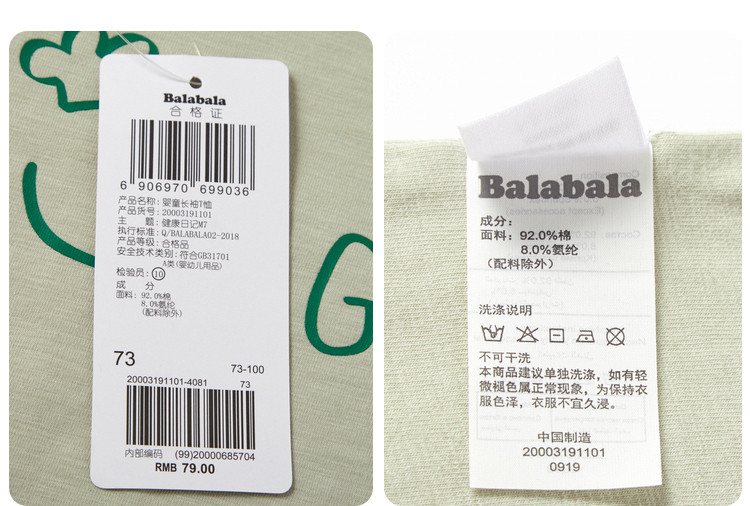 Balabala
合格证
6 906970 699036
产品名称: 婴童长袖T恤
产品货号: 20003191101
主 题: 健康日记M7
执行标准: Q/BALABALA02-2018
产品等级: 合格品
安全技术类别: 符合GB31701
A类(婴幼儿用品)
检验员: 10
成 分
面料: 92.0%棉
8.0%氨纶
(配料除外)
73
73-100
20003191101-4081 73
内部编码 (99)20000685704
RMB 79.00
G
Balabala
成分:
面料: 92.0%棉
8.0%氨纶
(配料除外)
洗涤说明
不可干洗
本商品建议单独洗涤，如有轻
微褪色属正常现象，为保持衣
服色泽，衣服不宜久浸。
中国制造
20003191101
0919